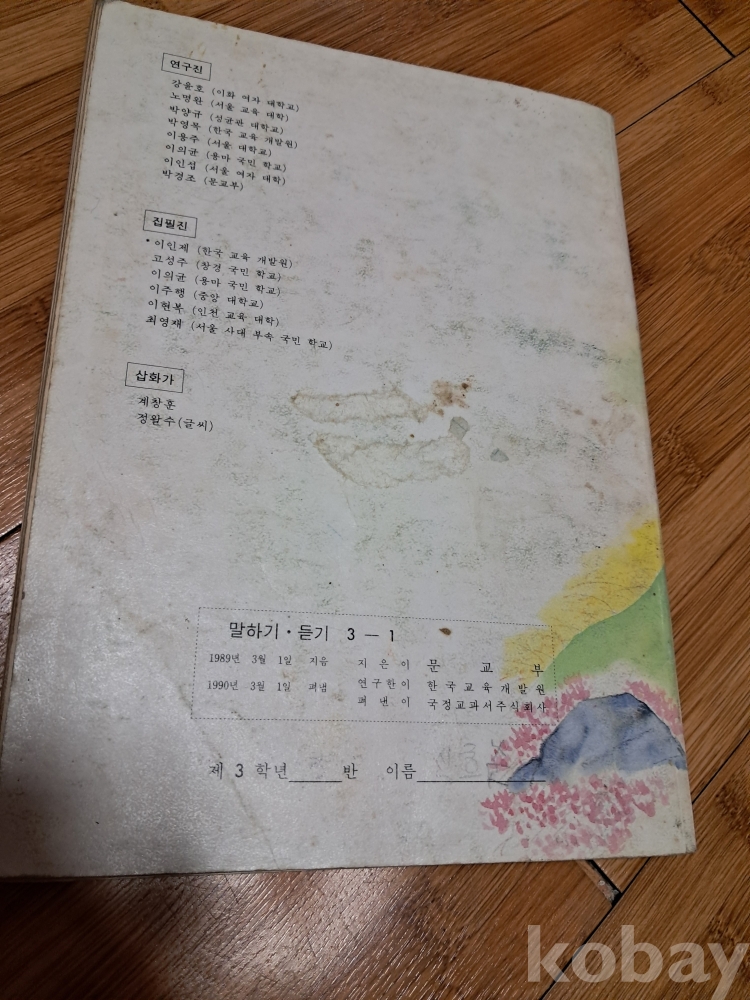 연구진
강윤호 (이화 여자 대학교)
노명완 (서울 교육 대학)
박양규 (성균관 대학교)
박영목 (한국 교육 개발원)
이용주 (서울 대학교)
이의균 (용마 국민 학교)
이인섭 (서울 여자 대학)
박경조 (문교부)
집필진
• 이인제 (한국 교육 개발원)
고성주 (창경 국민 학교)
이의균 (용마 국민 학교)
이주행 (중앙 대학교)
이현복 (인천 교육 대학)
최영재 (서울 사대 부속 국민 학교)
삽화가
계창훈
정완수(글씨)
말하기 · 듣기 3 — 1
1989년 3월 1일 지음 지은이 문교부
1990년 3월 1일 펴냄 연구한이 한국교육개발원
펴낸이 국정교과서주식회사
제 3 학년 반 이름
kobay